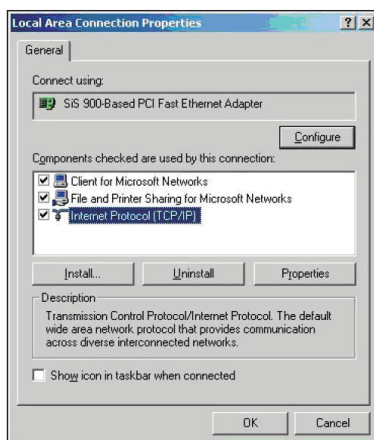 Local Area Connection Properties
General
Connect using:
SiS 900-Based PCI Fast Ethernet Adapter
Configure
Components checked are used by this connection:
Client for Microsoft Networks
File and Printer Sharing for Microsoft Networks
Internet Protocol (TCP/IP)
Install... Uninstall Properties
Description
Transmission Control Protocol/Internet Protocol. The default
wide area network protocol that provides communication
across diverse interconnected networks.
Show icon in taskbar when connected
OK Cancel